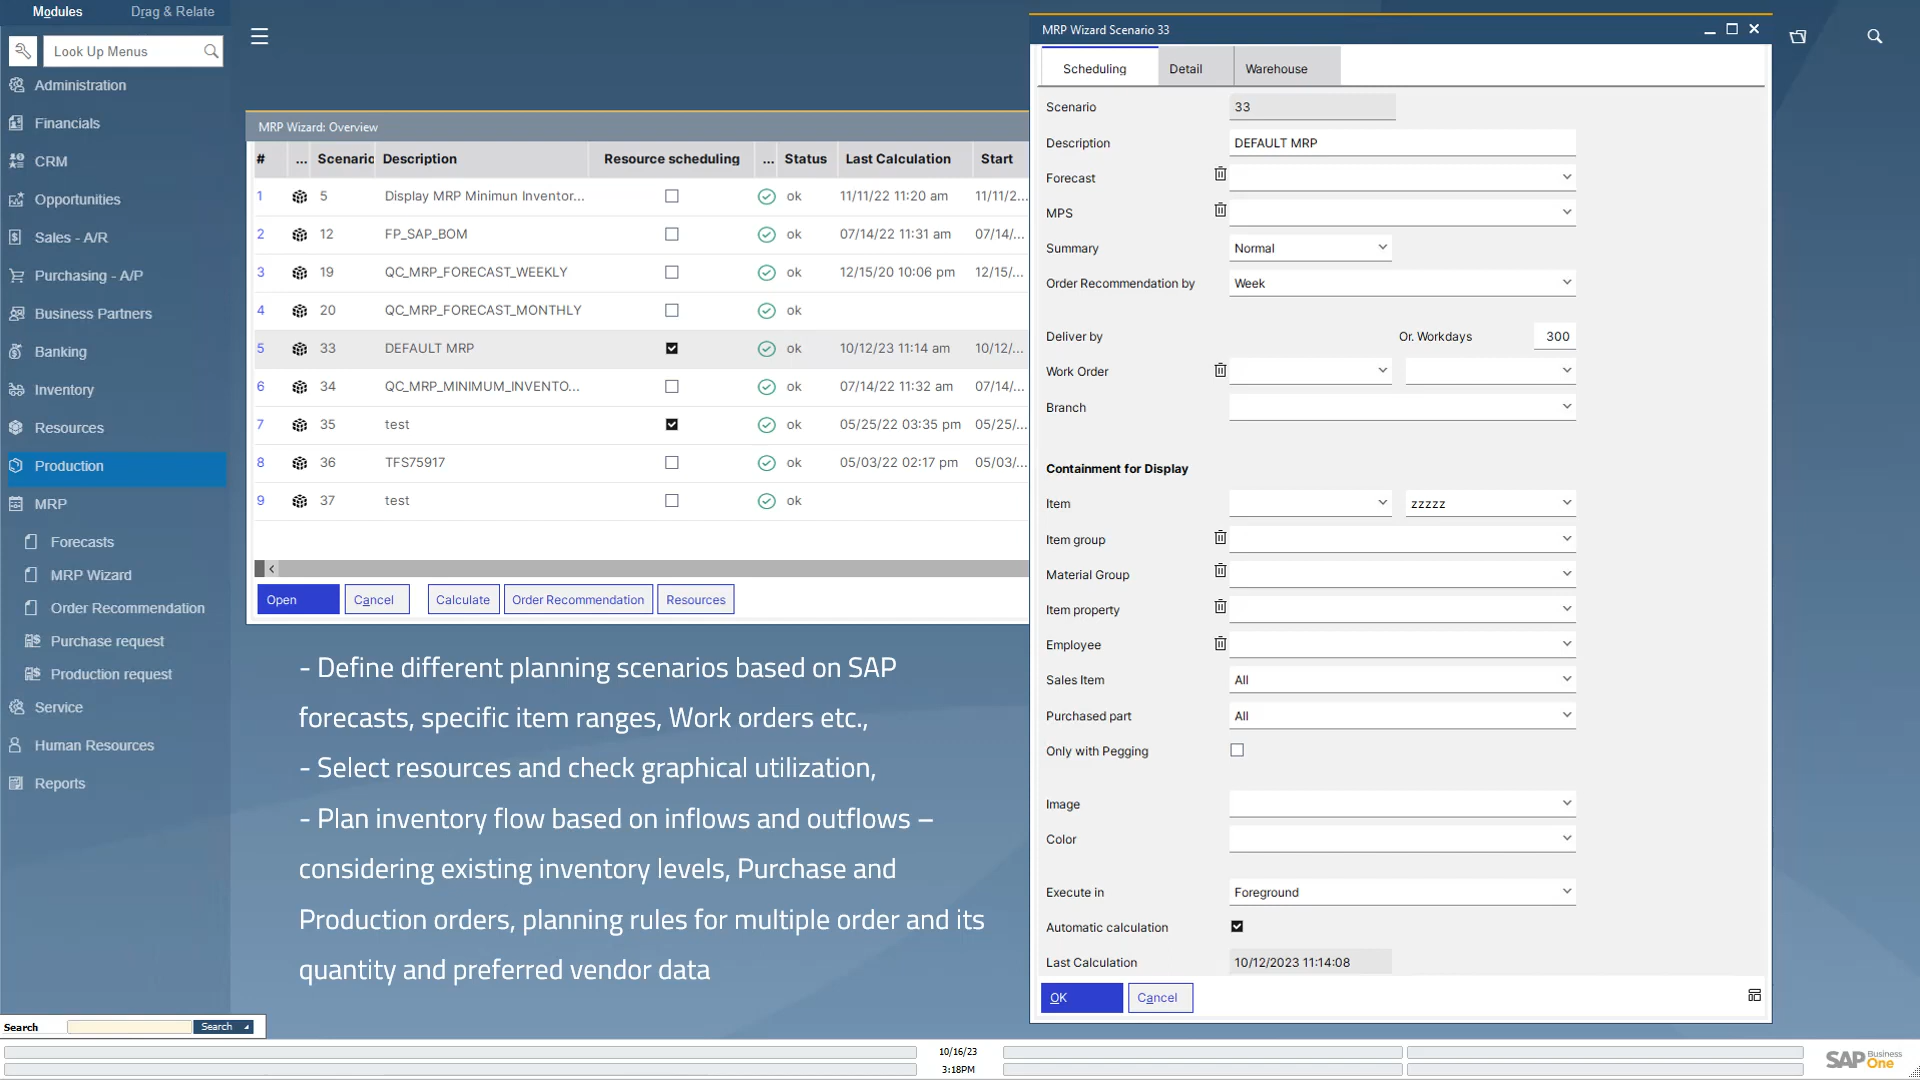 Modules Drag & Relate
Look Up Menus
Administration
Financials
CRM
Opportunities
Sales - A/R
Purchasing - A/P
Business Partners
Banking
Inventory
Resources
Production
MRP
Forecasts
MRP Wizard
Order Recommendation
Purchase request
Production request
Service
Human Resources
Reports
Search Search
MRP Wizard: Overview
# ... Scenario Description Resource scheduling ... Status Last Calculation Start
1 5 Display MRP Minimun Inventor... ok 11/11/22 11:20 am 11/11/2...
2 12 FP_SAP_BOM ok 07/14/22 11:31 am 07/14/...
3 19 QC_MRP_FORECAST_WEEKLY ok 12/15/20 10:06 pm 12/15/...
4 20 QC_MRP_FORECAST_MONTHLY ok
5 33 DEFAULT MRP ok 10/12/23 11:14 am 10/12/...
6 34 QC_MRP_MINIMUM_INVENTO... ok 07/14/22 11:32 am 07/14/...
7 35 test ok 05/25/22 03:35 pm 05/25/...
8 36 TFS75917 ok 05/03/22 02:17 pm 05/03/...
9 37 test ok
Open Cancel Calculate Order Recommendation Resources
- Define different planning scenarios based on SAP
forecasts, specific item ranges, Work orders etc.,
- Select resources and check graphical utilization,
- Plan inventory flow based on inflows and outflows –
considering existing inventory levels, Purchase and
Production orders, planning rules for multiple order and its
quantity and preferred vendor data
MRP Wizard Scenario 33
Scheduling Detail Warehouse
Scenario 33
Description DEFAULT MRP
Forecast
MPS
Summary Normal
Order Recommendation by Week
Deliver by Or. Workdays 300
Work Order
Branch
Containment for Display
Item zzzzz
Item group
Material Group
Item property
Employee
Sales Item All
Purchased part All
Only with Pegging
Image
Color
Execute in Foreground
Automatic calculation
Last Calculation 10/12/2023 11:14:08
OK Cancel
10/16/23
3:18PM
SAP Business One